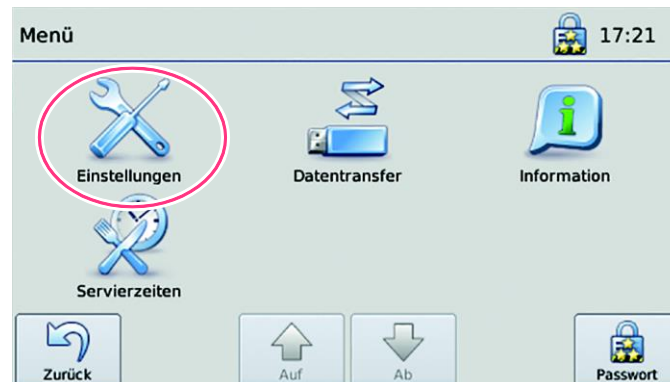 Menü 17:21
Einstellungen Datentransfer Information
Servierzeiten
Zurück Auf Ab Passwort